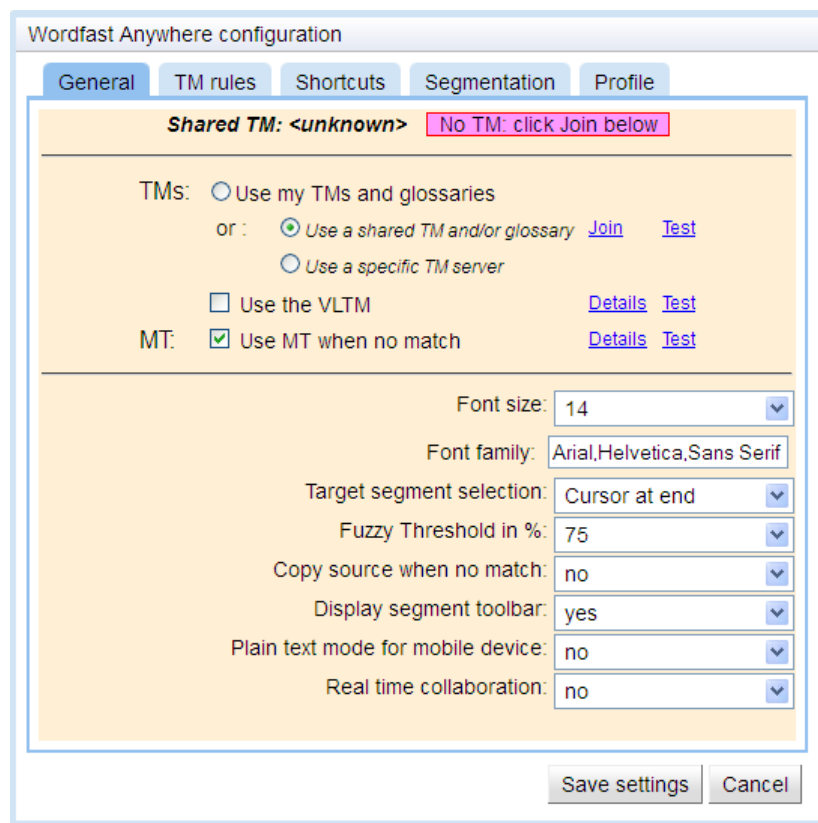 Wordfast Anywhere configuration
General TM rules Shortcuts Segmentation Profile
Shared TM: <unknown> No TM: click Join below
TMs: Use my TMs and glossaries
or : Use a shared TM and/or glossary Join Test
Use a specific TM server
Use the VLTM Details Test
MT: Use MT when no match Details Test
Font size: 14
Font family: Arial,Helvetica,Sans Serif
Target segment selection: Cursor at end
Fuzzy Threshold in %: 75
Copy source when no match: no
Display segment toolbar: yes
Plain text mode for mobile device: no
Real time collaboration: no
Save settings Cancel